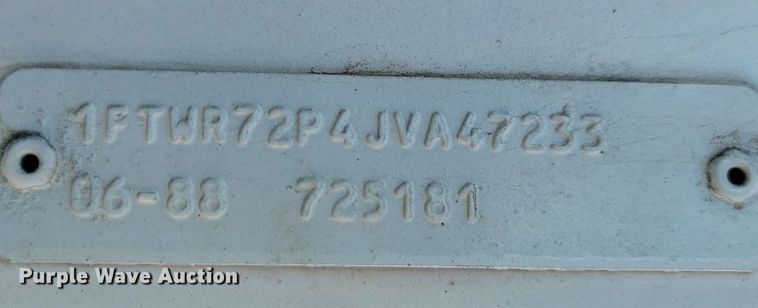 1FTWR72P4JVA47233
06-88 725181
Purple Wave Auction